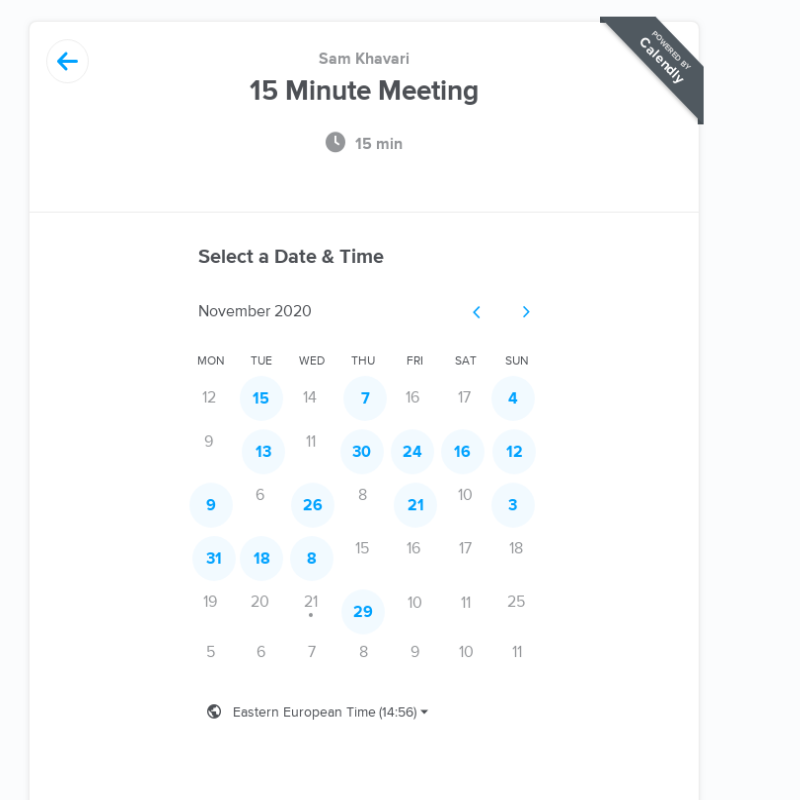 Sam Khavari
15 Minute Meeting
15 min
POWERED BY
Calendly
Select a Date & Time
November 2020
MON TUE WED THU FRI SAT SUN
12 15 14 7 16 17 4
9 13 11 30 24 16 12
9 6 26 8 21 10 3
31 18 8 15 16 17 18
19 20 21 29 10 11 25
5 6 7 8 9 10 11
Eastern European Time (14:56)